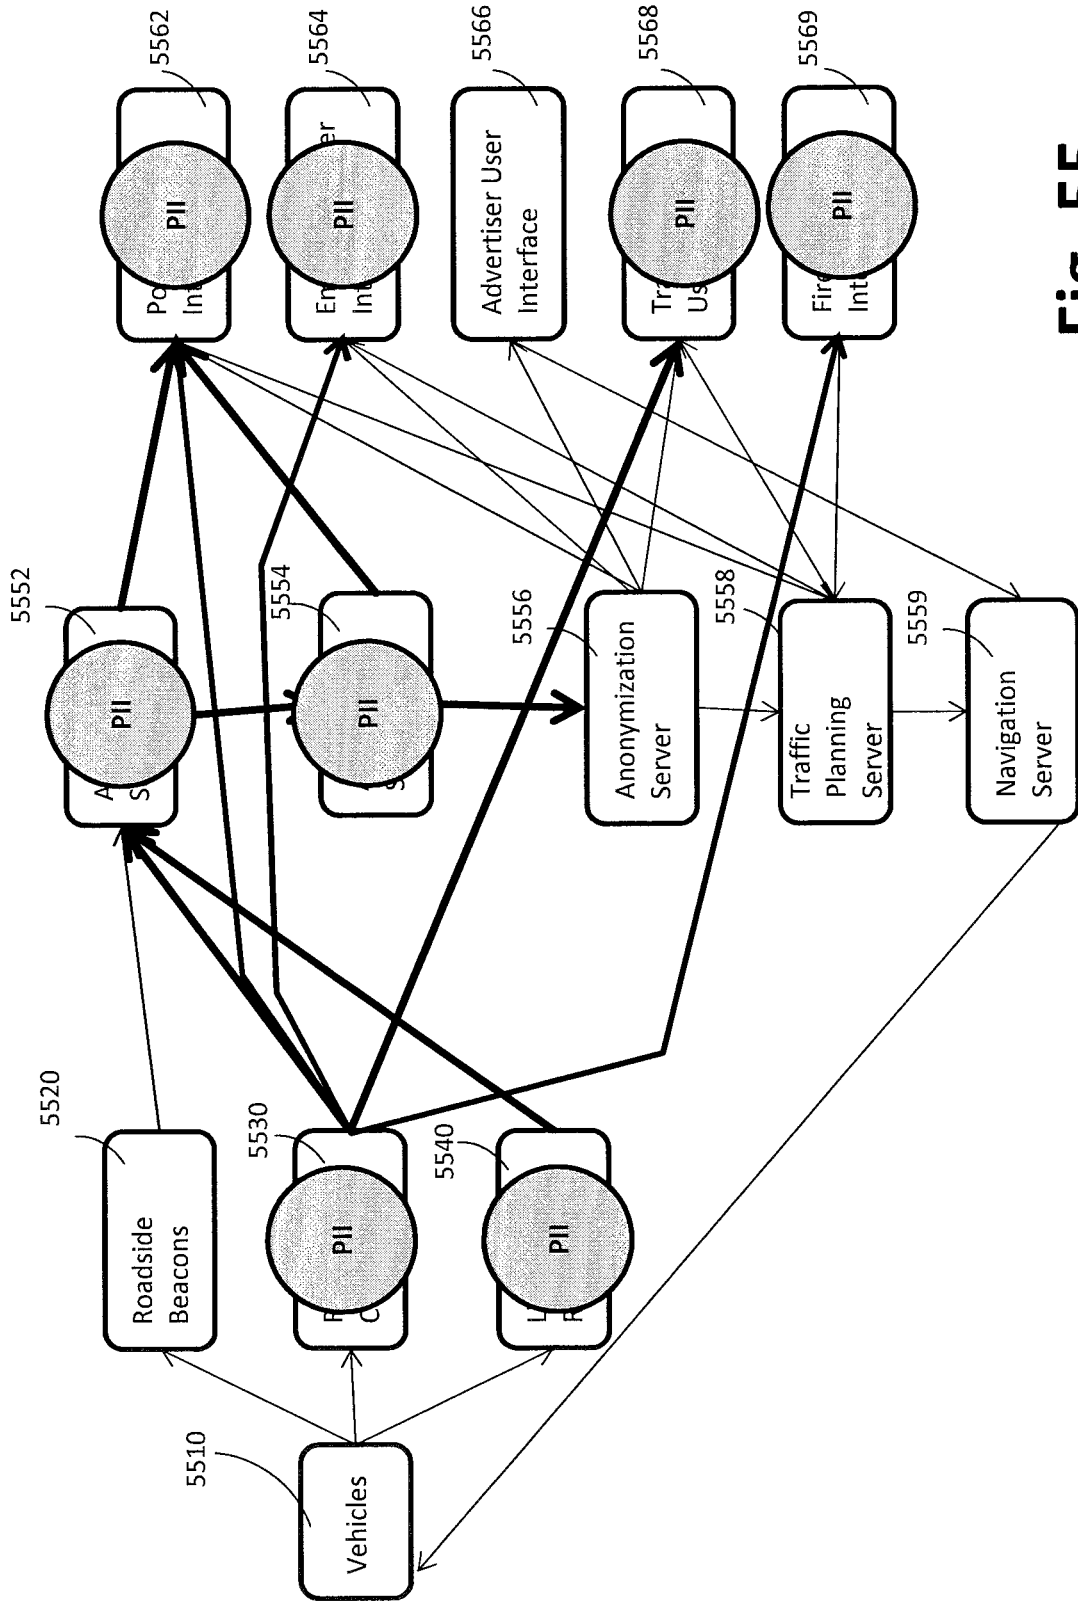 5510
Vehicles
5520
Roadside
Beacons
5530
PII
5540
PII
5552
PII
5554
PII
5556
Anonymization
Server
5558
Traffic
Planning
Server
5559
Navigation
Server
5562
PII
5564
PII
5566
Advertiser User
Interface
5568
PII
5569
PII